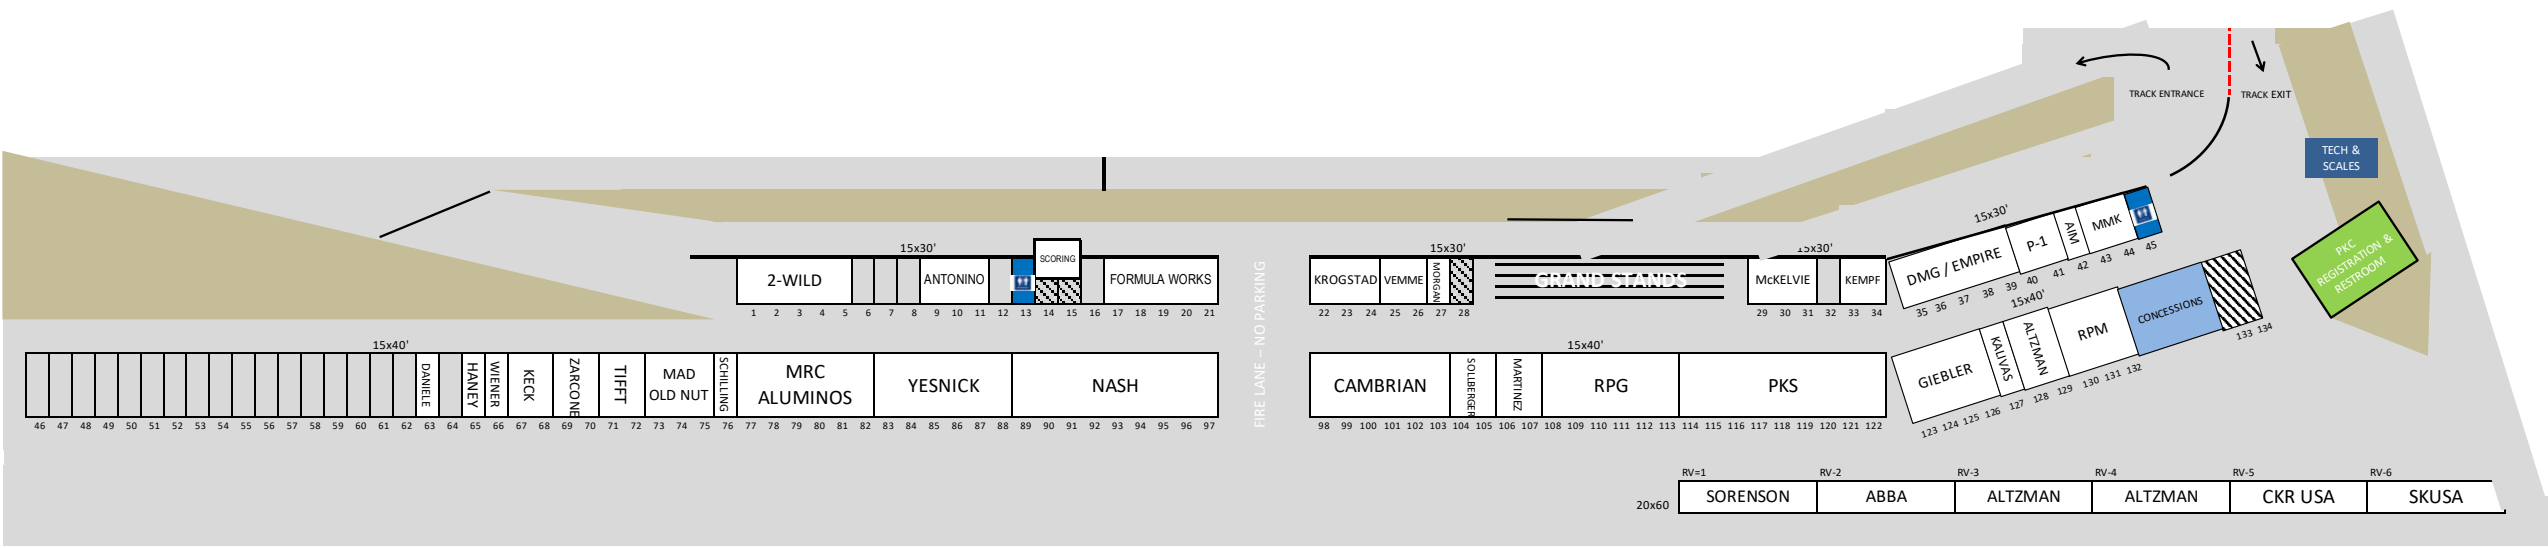 TRACK ENTRANCE
TRACK EXIT
TECH &
SCALES
PKC
REGISTRATION &
RESTROOM
15x30'
SCORING
15x30'
15x30'
15x30'
2-WILD
ANTONINO
FORMULA WORKS
KROGSTAD
VEMME
MORGAN
GRAND STANDS
McKELVIE
KEMPF
DMG / EMPIRE
P-1
AIM
MMK
1 2 3 4 5 6 7 8 9 10 11 12 13 14 15 16 17 18 19 20 21
22 23 24 25 26 27 28
29 30 31 32 33 34
35 36 37 38 39 40 41 42 43 44 45
FIRE LANE – NO PARKING
15x40'
15x40'
15x40'
DANIELE
HANEY
WIENER
KECK
ZARCONE
TIFFT
MAD
OLD NUT
SCHILLING
MRC
ALUMINOS
YESNICK
NASH
CAMBRIAN
SOLLBERGER
MARTINEZ
RPG
PKS
GIEBLER
KALIVAS
ALTZMAN
RPM
CONCESSIONS
46 47 48 49 50 51 52 53 54 55 56 57 58 59 60 61 62 63 64 65 66 67 68 69 70 71 72 73 74 75 76 77 78 79 80 81 82 83 84 85 86 87 88 89 90 91 92 93 94 95 96 97
98 99 100 101 102 103 104 105 106 107 108 109 110 111 112 113 114 115 116 117 118 119 120 121 122
123 124 125 126 127 128 129 130 131 132 133 134
RV=1 RV-2 RV-3 RV-4 RV-5 RV-6
20x60
SORENSON
ABBA
ALTZMAN
ALTZMAN
CKR USA
SKUSA